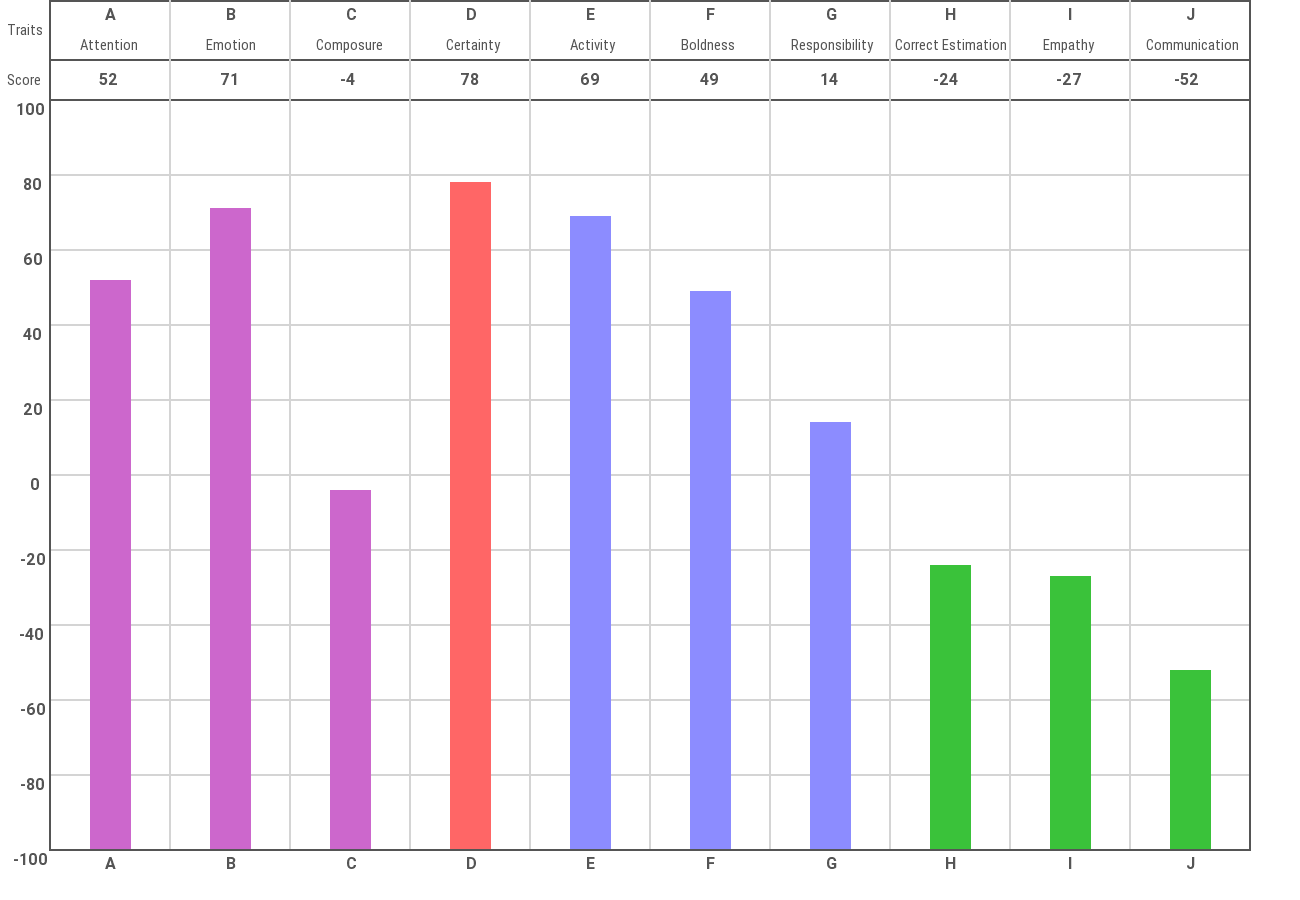 Traits
A B C D E F G H I J
Attention Emotion Composure Certainty Activity Boldness Responsibility Correct Estimation Empathy Communication
Score 52 71 -4 78 69 49 14 -24 -27 -52
100
80
60
40
20
0
-20
-40
-60
-80
-100
A B C D E F G H I J